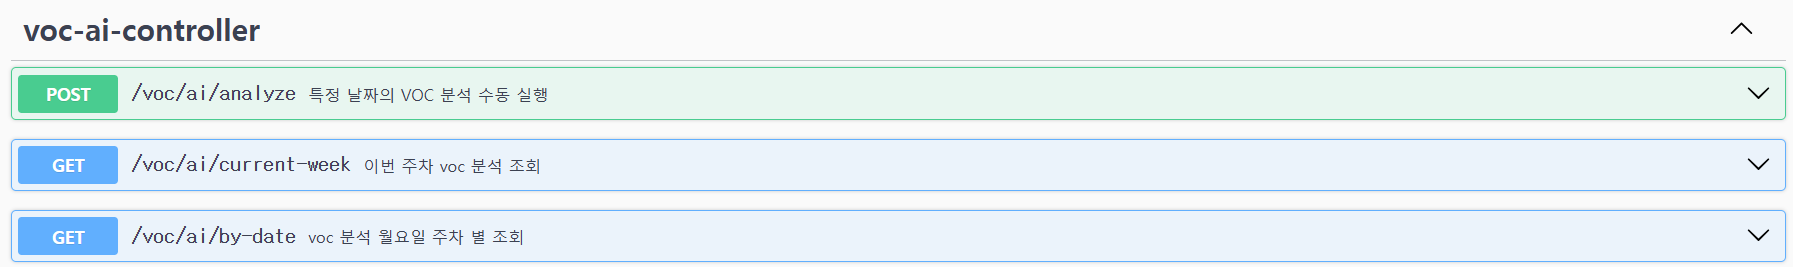 voc-ai-controller
POST /voc/ai/analyze 특정 날짜의 VOC 분석 수동 실행
GET /voc/ai/current-week 이번 주차 voc 분석 조회
GET /voc/ai/by-date voc 분석 월요일 주차 별 조회